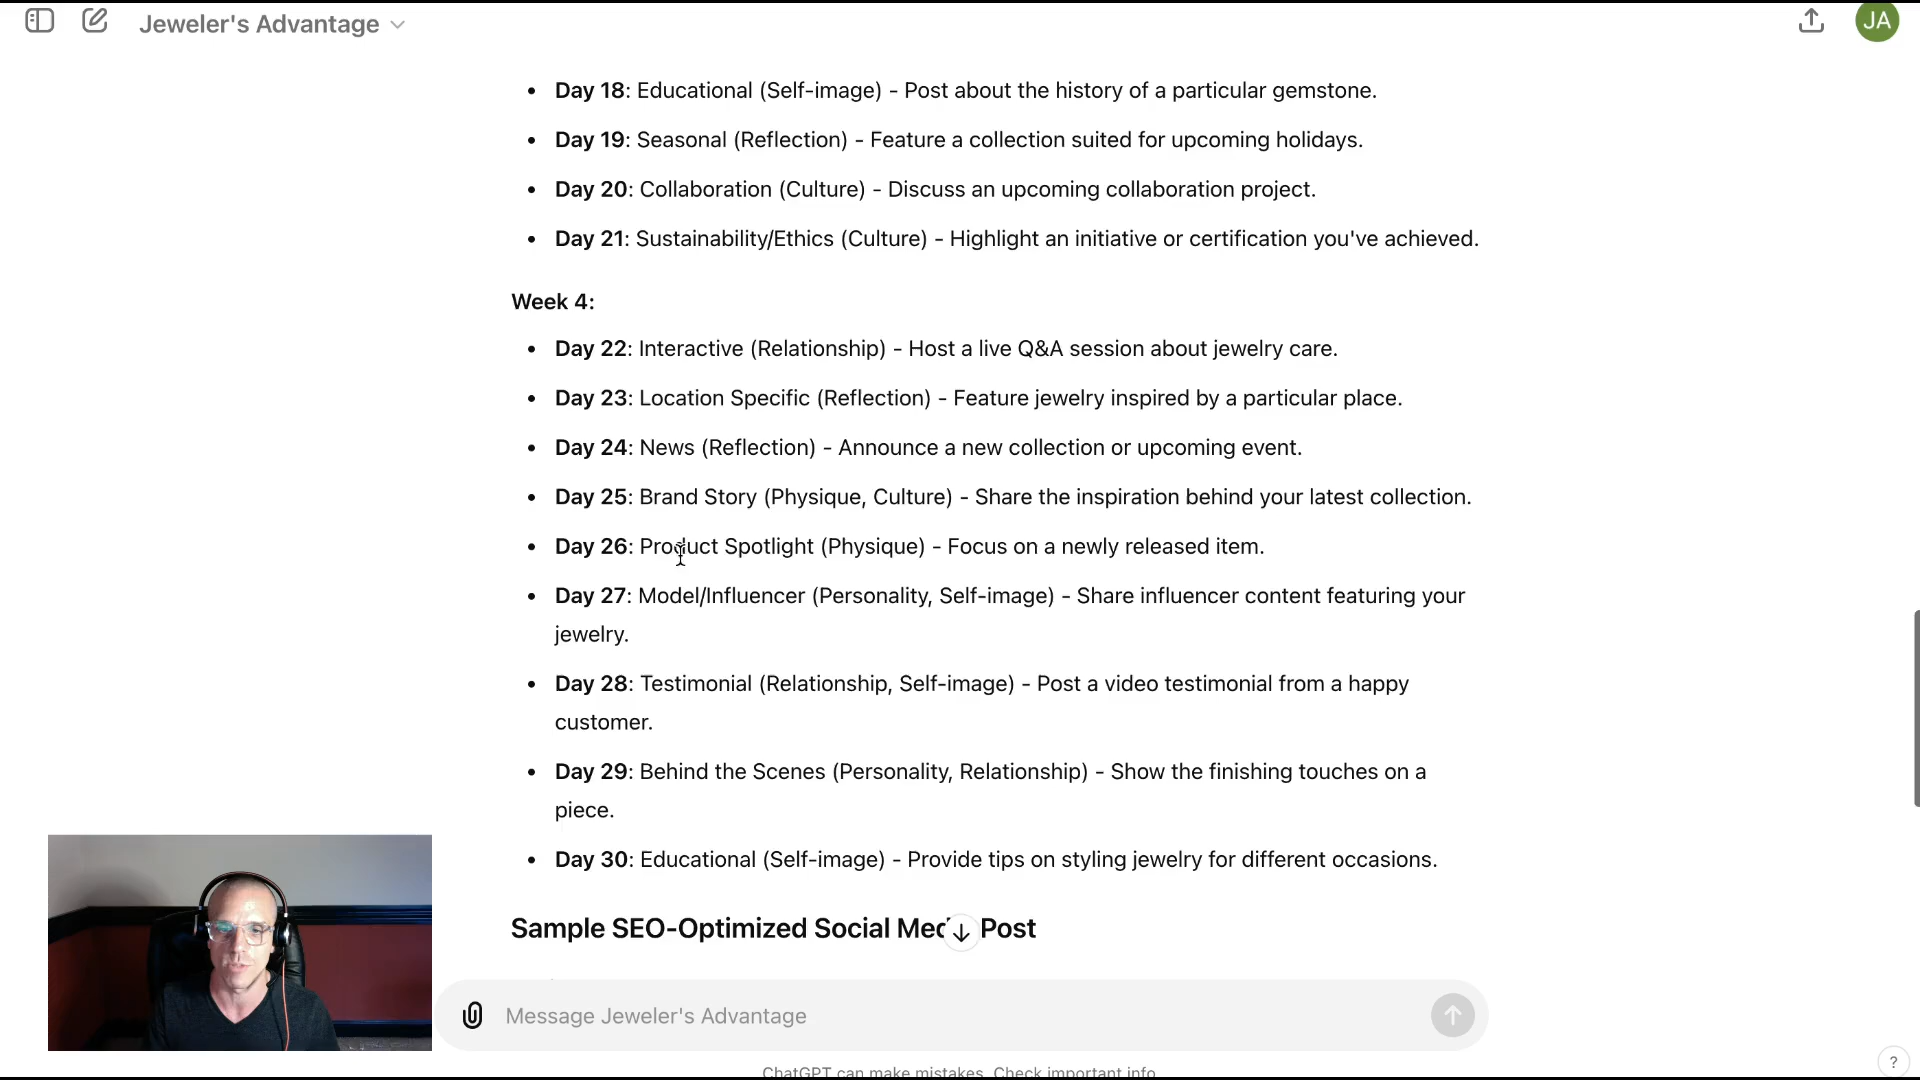 Jeweler's Advantage
JA
Day 18: Educational (Self-image) - Post about the history of a particular gemstone.
Day 19: Seasonal (Reflection) - Feature a collection suited for upcoming holidays.
Day 20: Collaboration (Culture) - Discuss an upcoming collaboration project.
Day 21: Sustainability/Ethics (Culture) - Highlight an initiative or certification you've achieved.
Week 4:
Day 22: Interactive (Relationship) - Host a live Q&A session about jewelry care.
Day 23: Location Specific (Reflection) - Feature jewelry inspired by a particular place.
Day 24: News (Reflection) - Announce a new collection or upcoming event.
Day 25: Brand Story (Physique, Culture) - Share the inspiration behind your latest collection.
Day 26: Product Spotlight (Physique) - Focus on a newly released item.
Day 27: Model/Influencer (Personality, Self-image) - Share influencer content featuring your
jewelry.
Day 28: Testimonial (Relationship, Self-image) - Post a video testimonial from a happy
customer.
Day 29: Behind the Scenes (Personality, Relationship) - Show the finishing touches on a
piece.
Day 30: Educational (Self-image) - Provide tips on styling jewelry for different occasions.
Sample SEO-Optimized Social Media Post
Message Jeweler's Advantage
ChatGPT can make mistakes. Check important info.
?